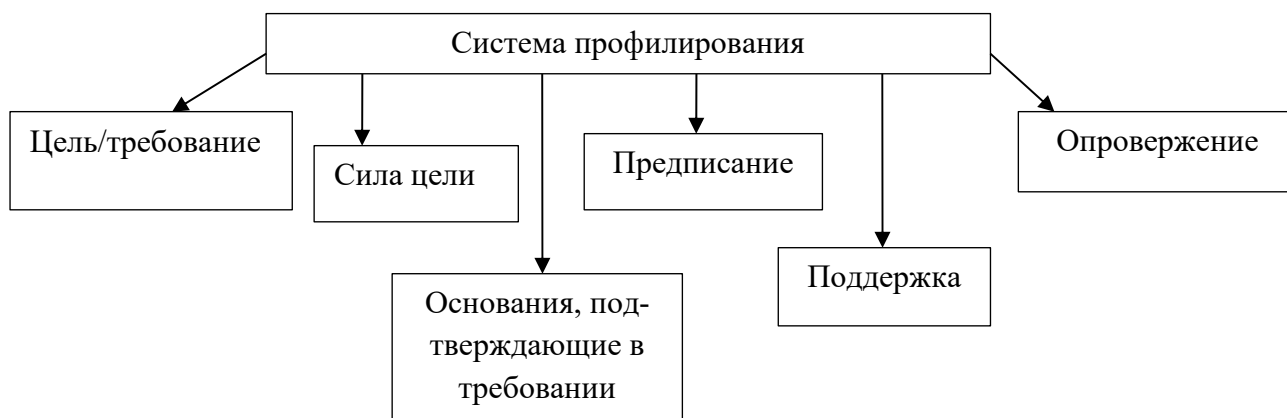 Система профилирования
Цель/требование
Сила цели
Предписание
Опровержение
Основания, под-
тверждающие в
требовании
Поддержка